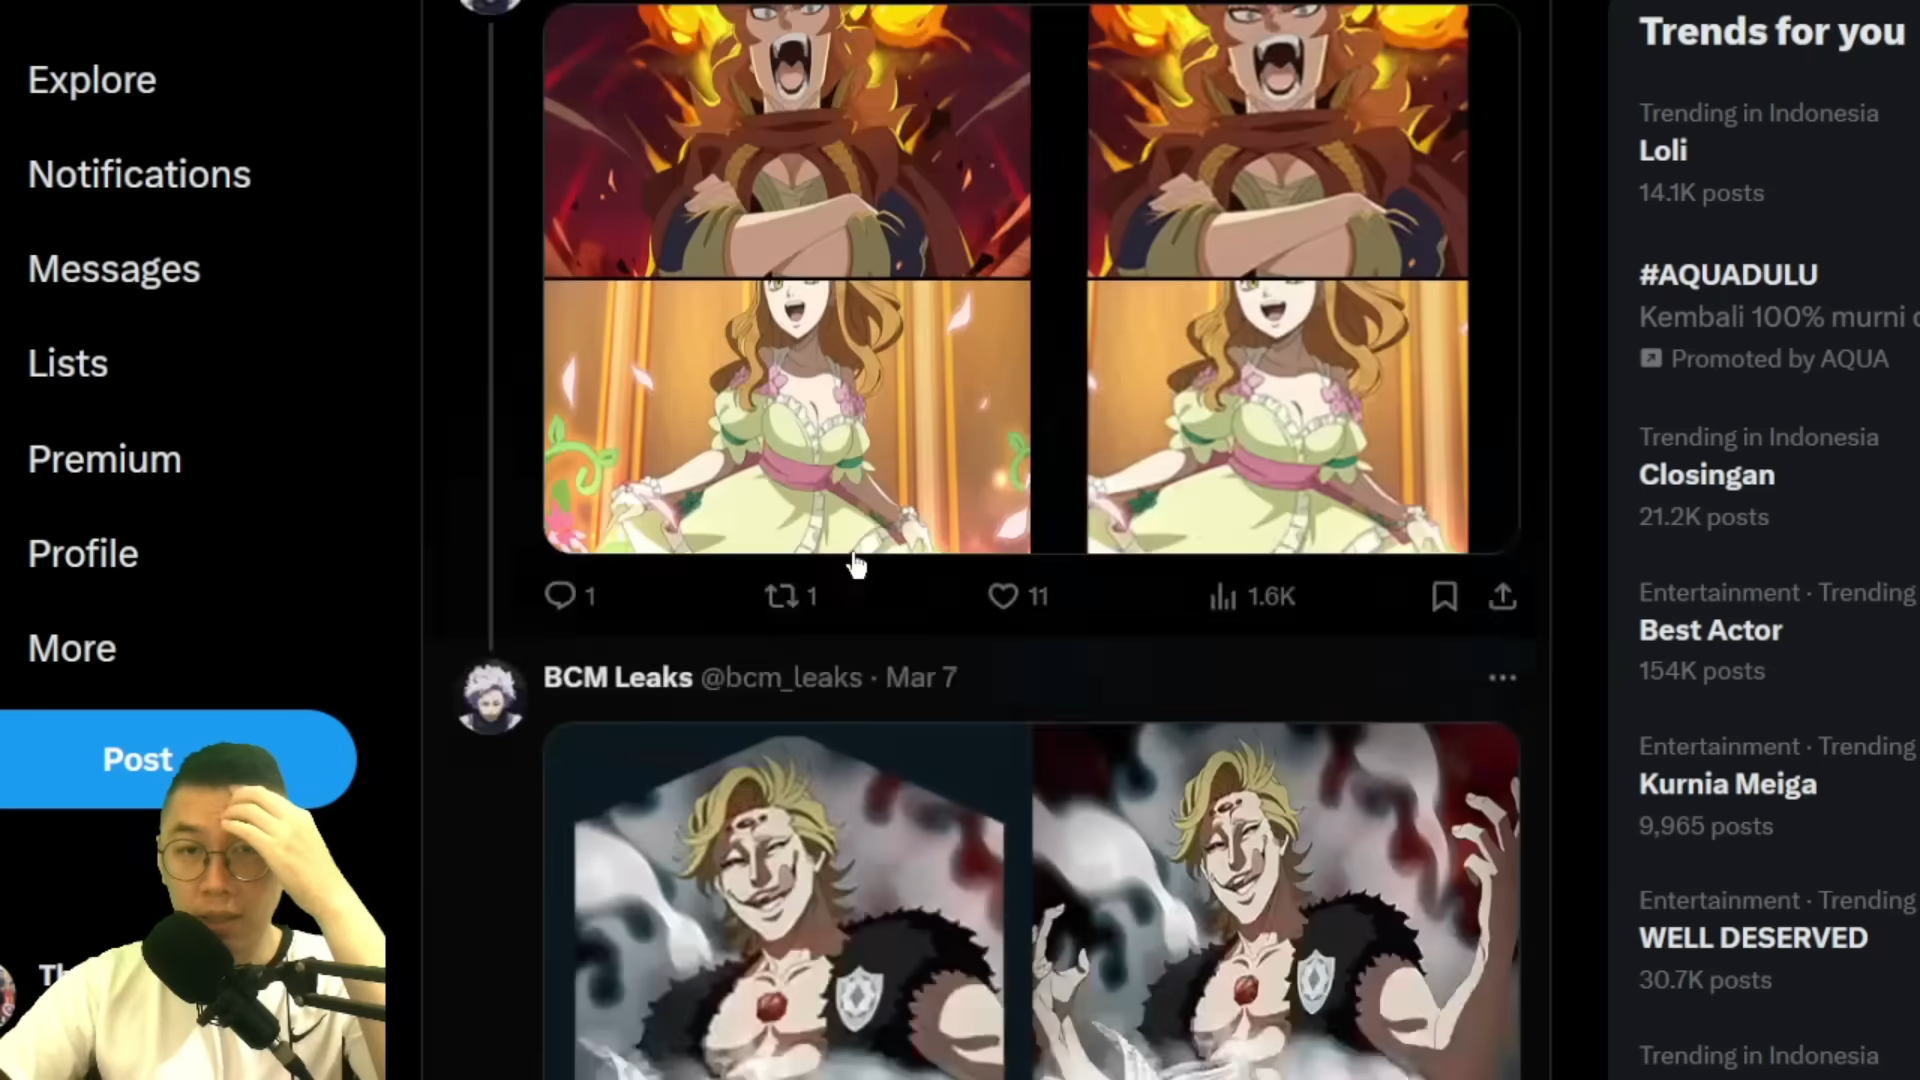 Explore
Notifications
Messages
Lists
Premium
Profile
More
Post
1
1
11
1.6K
BCM Leaks @bcm_leaks · Mar 7
Trends for you
Trending in Indonesia
Loli
14.1K posts
#AQUADULU
Kembali 100% murni
Promoted by AQUA
Trending in Indonesia
Closingan
21.2K posts
Entertainment · Trending
Best Actor
154K posts
Entertainment · Trending
Kurnia Meiga
9,965 posts
Entertainment · Trending
WELL DESERVED
30.7K posts
Trending in Indonesia